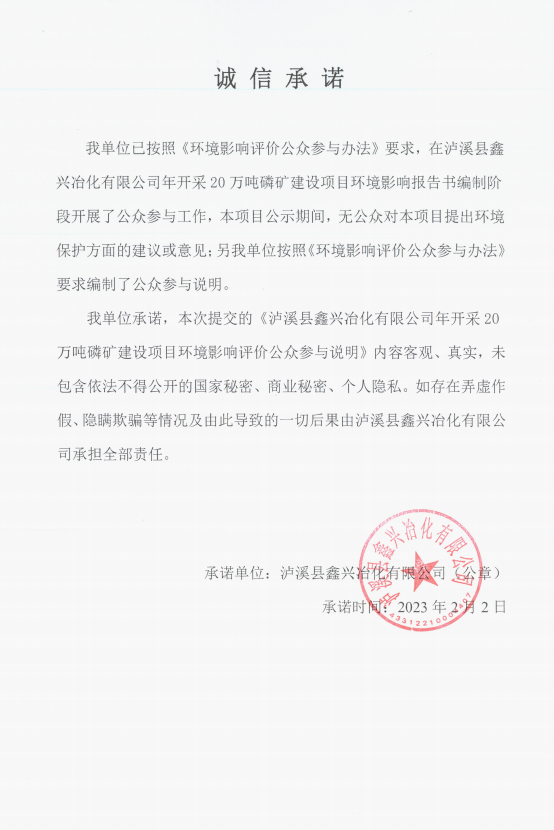 诚信承诺
我单位已按照《环境影响评价公众参与办法》要求，在泸溪县鑫
兴冶化有限公司年开采 20 万吨磷矿建设项目环境影响报告书编制阶
段开展了公众参与工作，本项目公示期间，无公众对本项目提出环境
保护方面的建议或意见；另我单位按照《环境影响评价公众参与办法》
要求编制了公众参与说明。
我单位承诺，本次提交的《泸溪县鑫兴冶化有限公司年开采 20
万吨磷矿建设项目环境影响评价公众参与说明》内容客观、真实，未
包含依法不得公开的国家秘密、商业秘密、个人隐私。如存在弄虚作
假、隐瞒欺骗等情况及由此导致的一切后果由泸溪县鑫兴冶化有限公
司承担全部责任。
泸溪县鑫兴冶化有限公司
承诺单位：泸溪县鑫兴冶化有限公司（公章）
承诺时间：2023 年 2 月 2 日